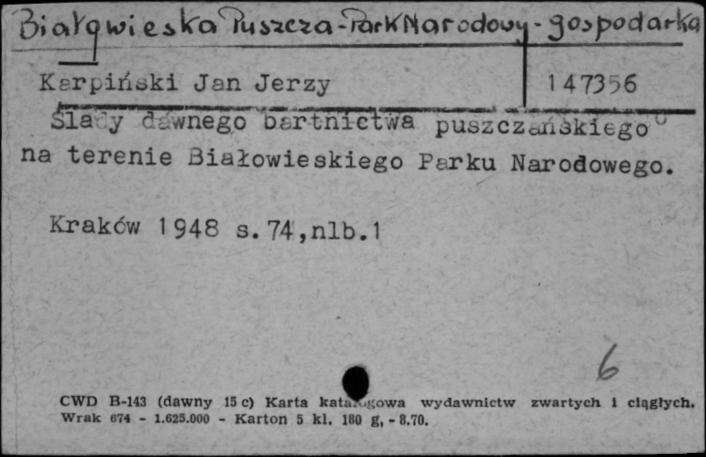 Białowieska Puszcza - Park Narodowy - gospodarka
Karpiński Jan Jerzy
147356
Ślady dawnego bartnictwa puszczańskiego
na terenie Białowieskiego Parku Narodowego.
Kraków 1948 s.74,nlb.1
6
CWD B-143 (dawny 15 c) Karta katalogowa wydawnictw zwartych i ciągłych.
Wrak 674 - 1.625.000 - Karton 5 kl. 180 g, - 8.70.